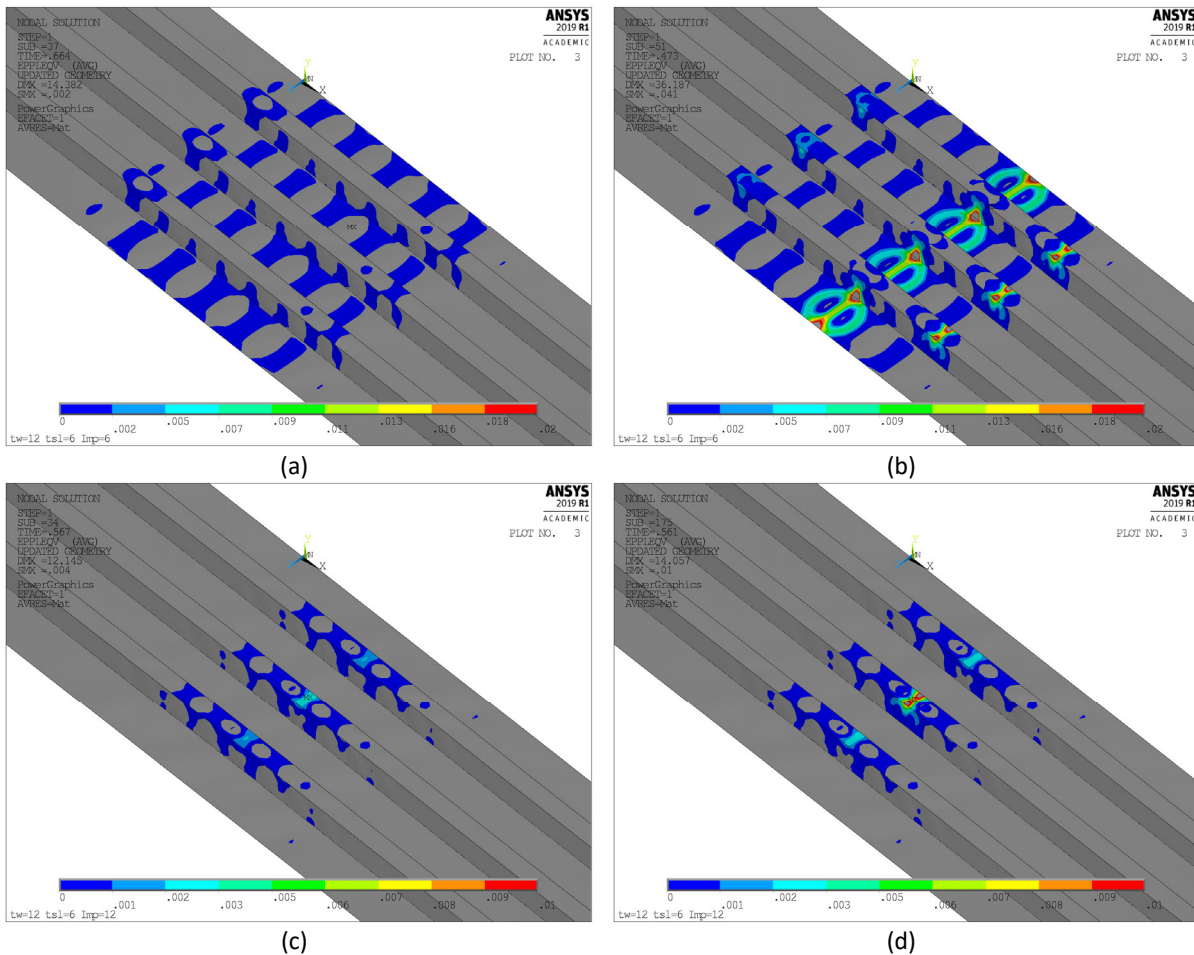 NODAL SOLUTION
STEP=1
SUB =37
TIME=.664
EPPLEQV (AVG)
UPDATED GEOMETRY
DMX =14.382
SMX =.002
PowerGraphics
EFACET=1
AVRES=Mat
ANSYS
2019 R1
ACADEMIC
PLOT NO. 3
Y
MN
X
MX
0 .002 .005 .007 .009 .011 .013 .016 .018 .02
tw=12 tsl=6 Imp=6
(a)
NODAL SOLUTION
STEP=1
SUB =51
TIME=.473
EPPLEQV (AVG)
UPDATED GEOMETRY
DMX =36.187
SMX =.041
PowerGraphics
EFACET=1
AVRES=Mat
ANSYS
2019 R1
ACADEMIC
PLOT NO. 3
Y
MN
X
0 .002 .005 .007 .009 .011 .013 .016 .018 .02
tw=12 tsl=6 Imp=6
(b)
NODAL SOLUTION
STEP=1
SUB =34
TIME=.567
EPPLEQV (AVG)
UPDATED GEOMETRY
DMX =12.145
SMX =.004
PowerGraphics
EFACET=1
AVRES=Mat
ANSYS
2019 R1
ACADEMIC
PLOT NO. 3
Y
MN
X
0 .001 .002 .003 .005 .006 .007 .008 .009 .01
tw=12 tsl=6 Imp=12
(c)
NODAL SOLUTION
STEP=1
SUB =175
TIME=.561
EPPLEQV (AVG)
UPDATED GEOMETRY
DMX =14.057
SMX =.01
PowerGraphics
EFACET=1
AVRES=Mat
ANSYS
2019 R1
ACADEMIC
PLOT NO. 3
Y
MN
X
0 .001 .002 .003 .005 .006 .007 .008 .009 .01
tw=12 tsl=6 Imp=12
(d)